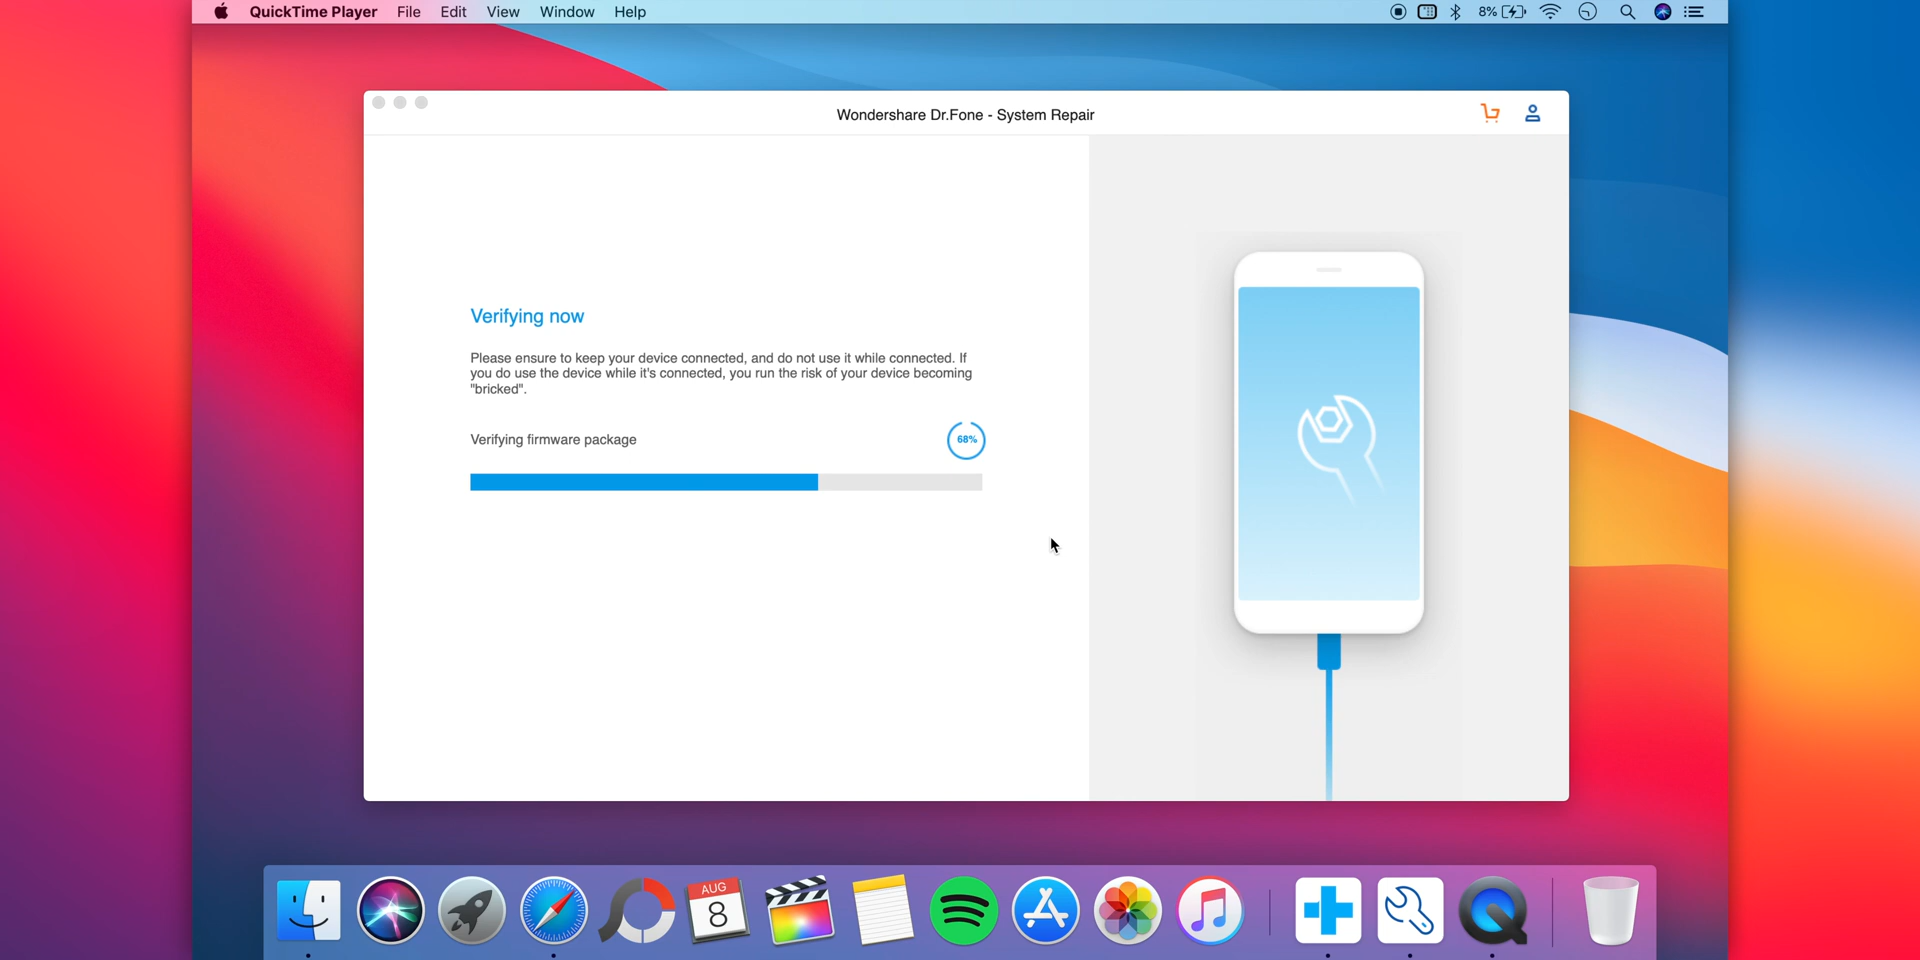 QuickTime Player File Edit View Window Help 8%
Wondershare Dr.Fone - System Repair
Verifying now
Please ensure to keep your device connected, and do not use it while connected. If
you do use the device while it's connected, you run the risk of your device becoming
"bricked".
Verifying firmware package 68%
AUG
8